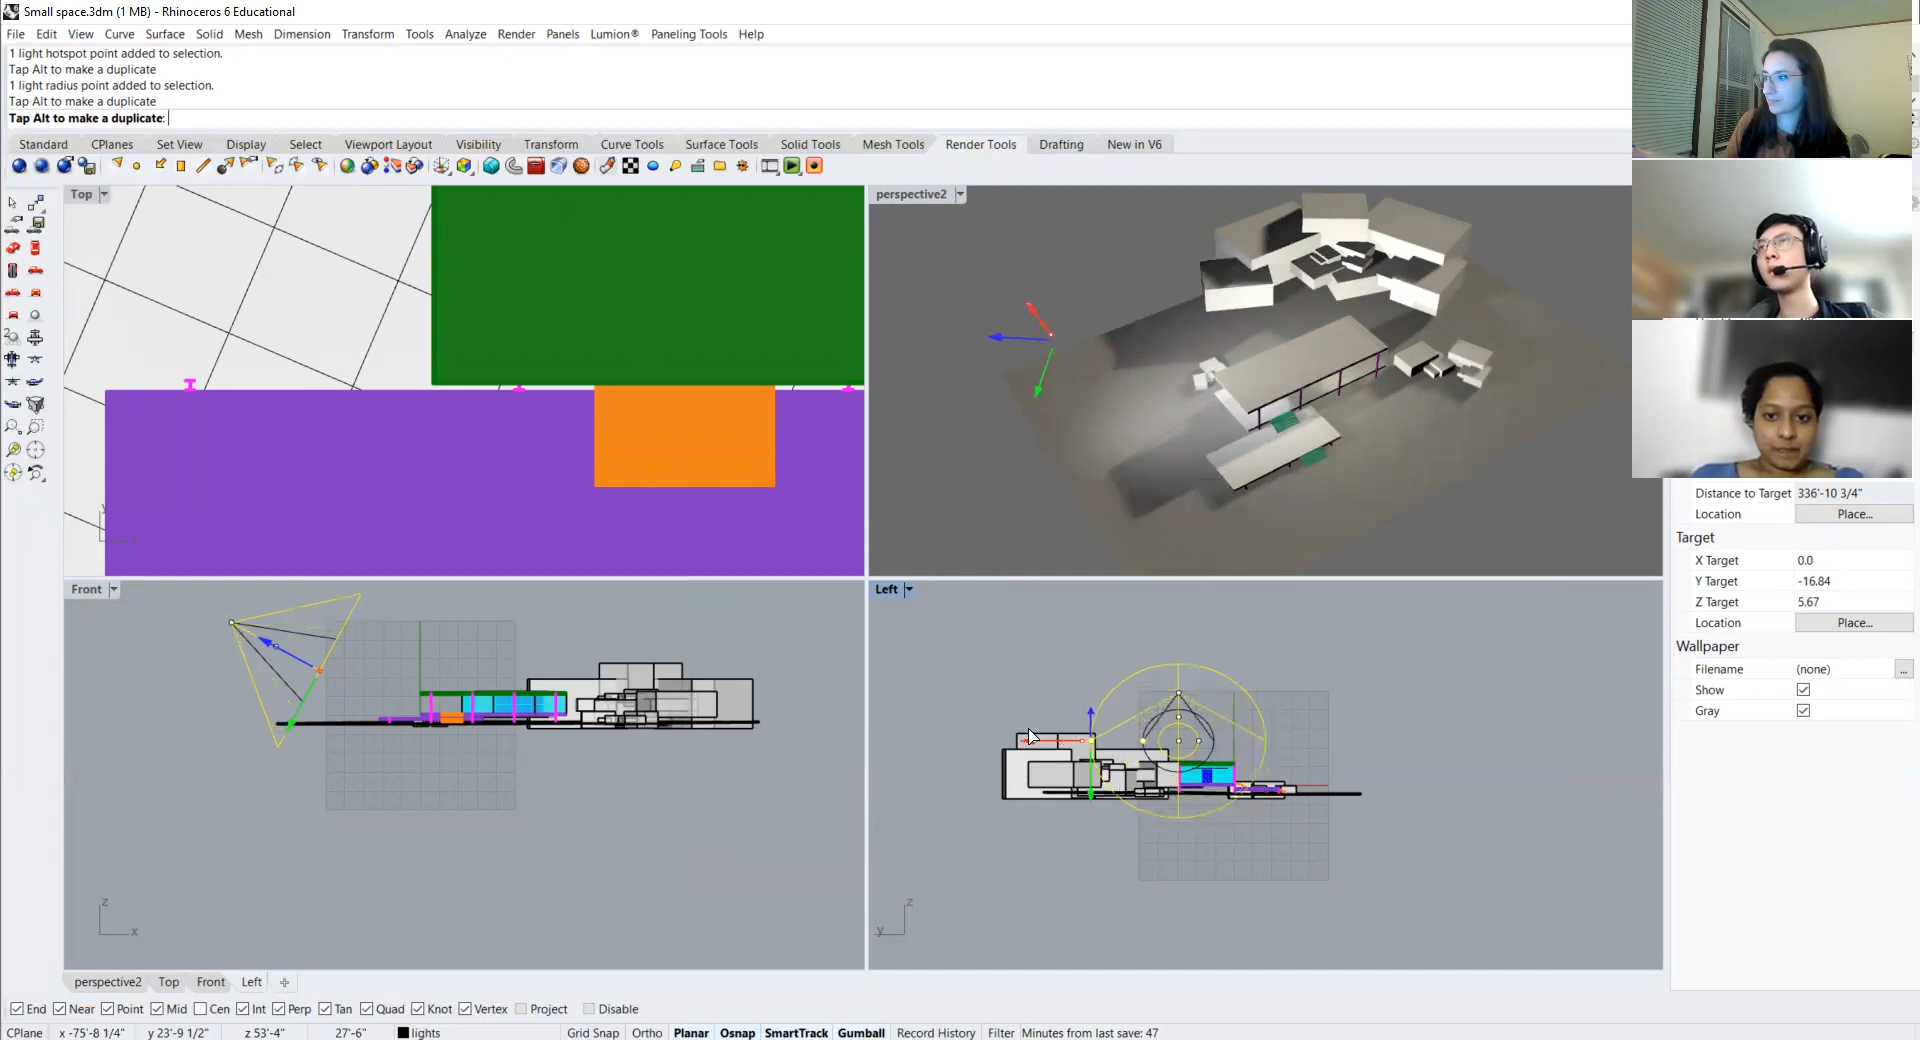 Small space.3dm (1 MB) - Rhinoceros 6 Educational
File Edit View Curve Surface Solid Mesh Dimension Transform Tools Analyze Render Panels Lumion® Paneling Tools Help
1 light hotspot point added to selection.
Tap Alt to make a duplicate
1 light radius point added to selection.
Tap Alt to make a duplicate
Tap Alt to make a duplicate:
Standard CPlanes Set View Display Select Viewport Layout Visibility Transform Curve Tools Surface Tools Solid Tools Mesh Tools Render Tools Drafting New in V6
Top
perspective2
Distance to Target 336'-10 3/4"
Location Place...
Target
X Target 0.0
Y Target -16.84
Z Target 5.67
Location Place...
Wallpaper
Filename (none) ...
Show
Gray
Front
Left
z
x
z
y
perspective2 Top Front Left
End Near Point Mid Cen Int Perp Tan Quad Knot Vertex Project Disable
CPlane x -75'-8 1/4" y 23'-9 1/2" z 53'-4" 27'-6" lights Grid Snap Ortho Planar Osnap SmartTrack Gumball Record History Filter Minutes from last save: 47